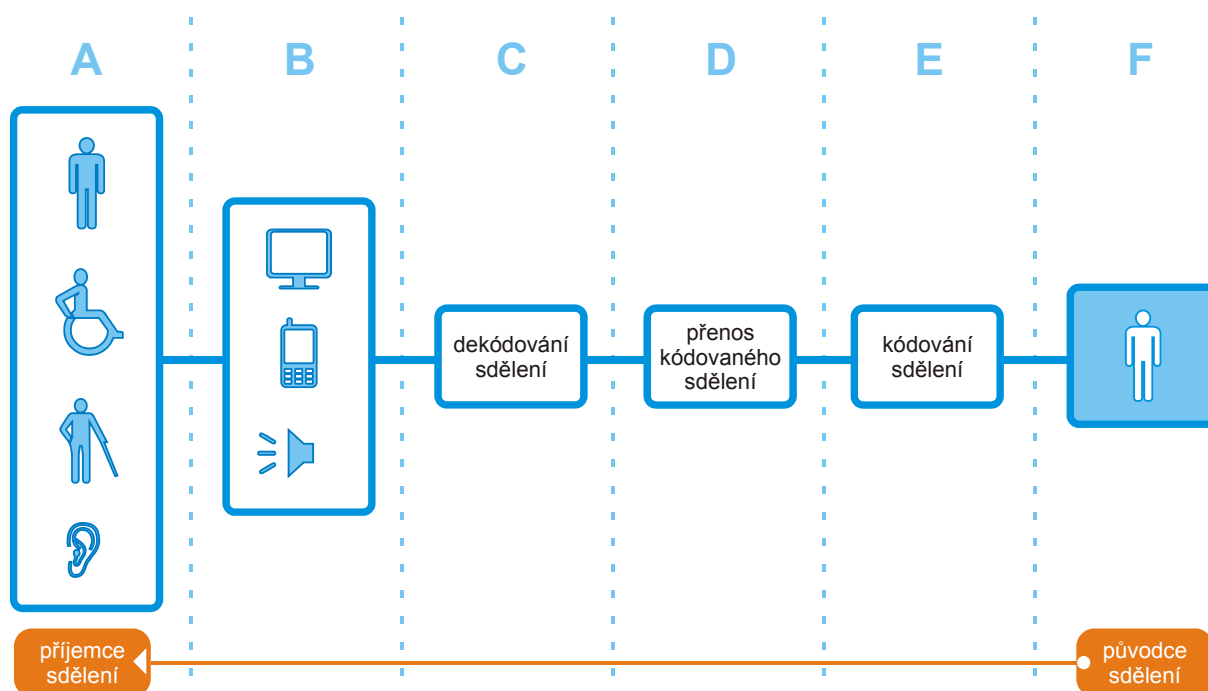 A
B
C
D
E
F
dekódování
sdělení
přenos
kódovaného
sdělení
kódování
sdělení
příjemce
sdělení
původce
sdělení